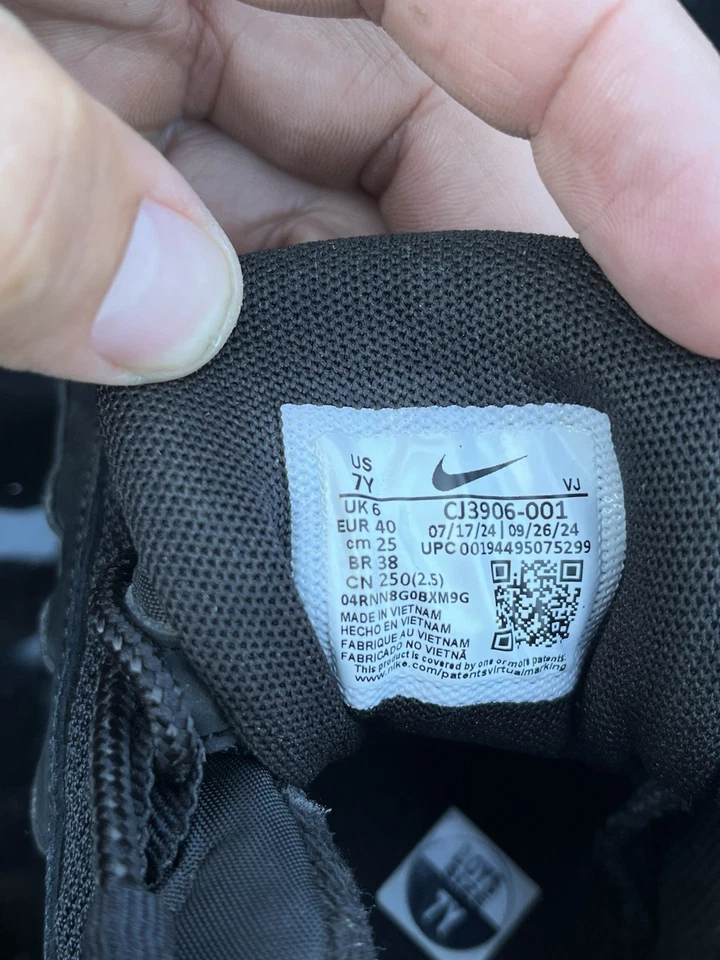 US
7Y
VJ
UK 6
CJ3906-001
EUR 40
07/17/24 | 09/26/24
cm 25
UPC 00194495075299
BR 38
CN 250(2.5)
04RNN8G0BXM9G
MADE IN VIETNAM
HECHO EN VIETNAM
FABRIQUE AU VIETNAM
FABRICADO NO VIETNÃ
This product is covered by one or more patents.
www.nike.com/patentsvirtualmarking
BOYS
SIZE
7Y